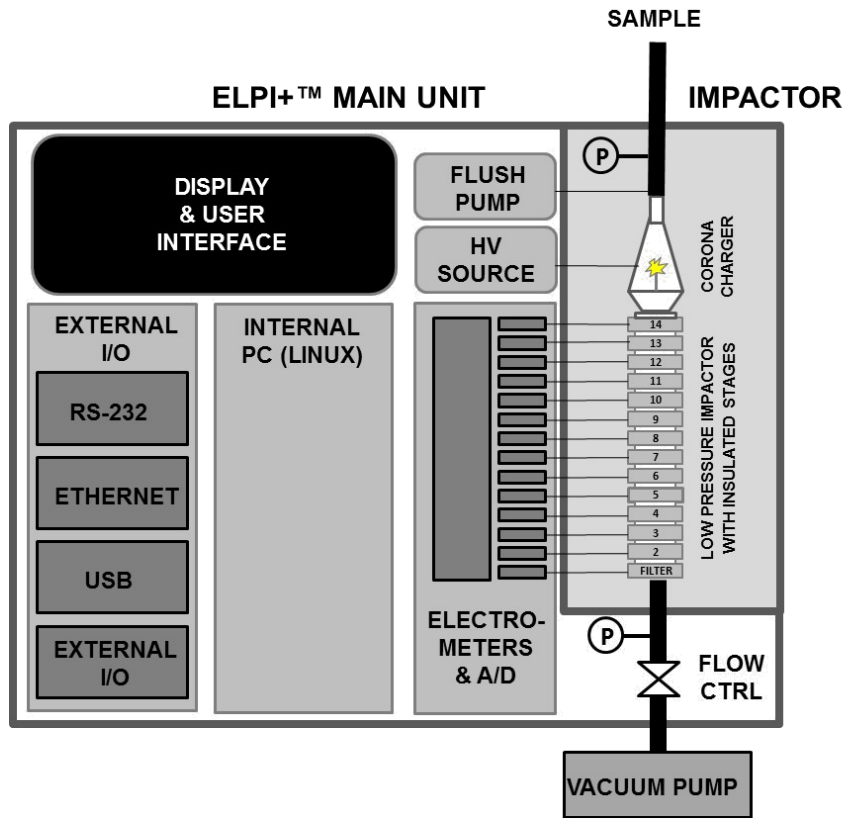 SAMPLE
ELPI+™ MAIN UNIT
IMPACTOR
DISPLAY
& USER
INTERFACE
FLUSH
PUMP
HV
SOURCE
P
CORONA
CHARGER
EXTERNAL
I/O
RS-232
ETHERNET
USB
EXTERNAL
I/O
INTERNAL
PC (LINUX)
ELECTRO-
METERS
& A/D
14
13
12
11
10
9
8
7
6
5
4
3
2
FILTER
LOW PRESSURE IMPACTOR
WITH INSULATED STAGES
P
FLOW
CTRL
VACUUM PUMP